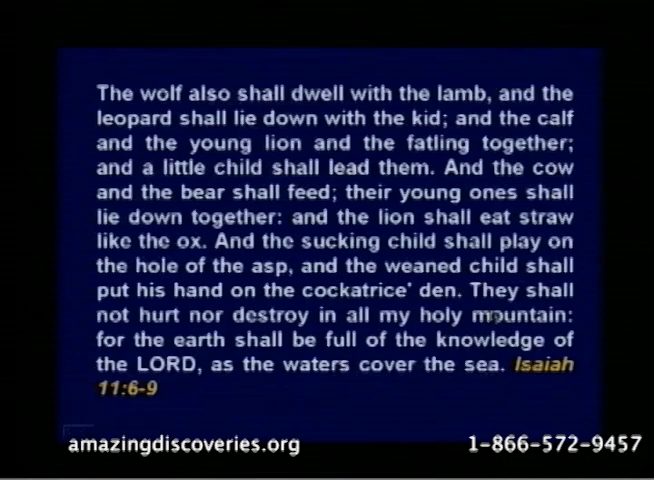 The wolf also shall dwell with the lamb, and the
leopard shall lie down with the kid; and the calf
and the young lion and the fatling together;
and a little child shall lead them. And the cow
and the bear shall feed; their young ones shall
lie down together: and the lion shall eat straw
like the ox. And the sucking child shall play on
the hole of the asp, and the weaned child shall
put his hand on the cockatrice' den. They shall
not hurt nor destroy in all my holy mountain:
for the earth shall be full of the knowledge of
the LORD, as the waters cover the sea. Isaiah
11:6-9
amazingdiscoveries.org 1-866-572-9457